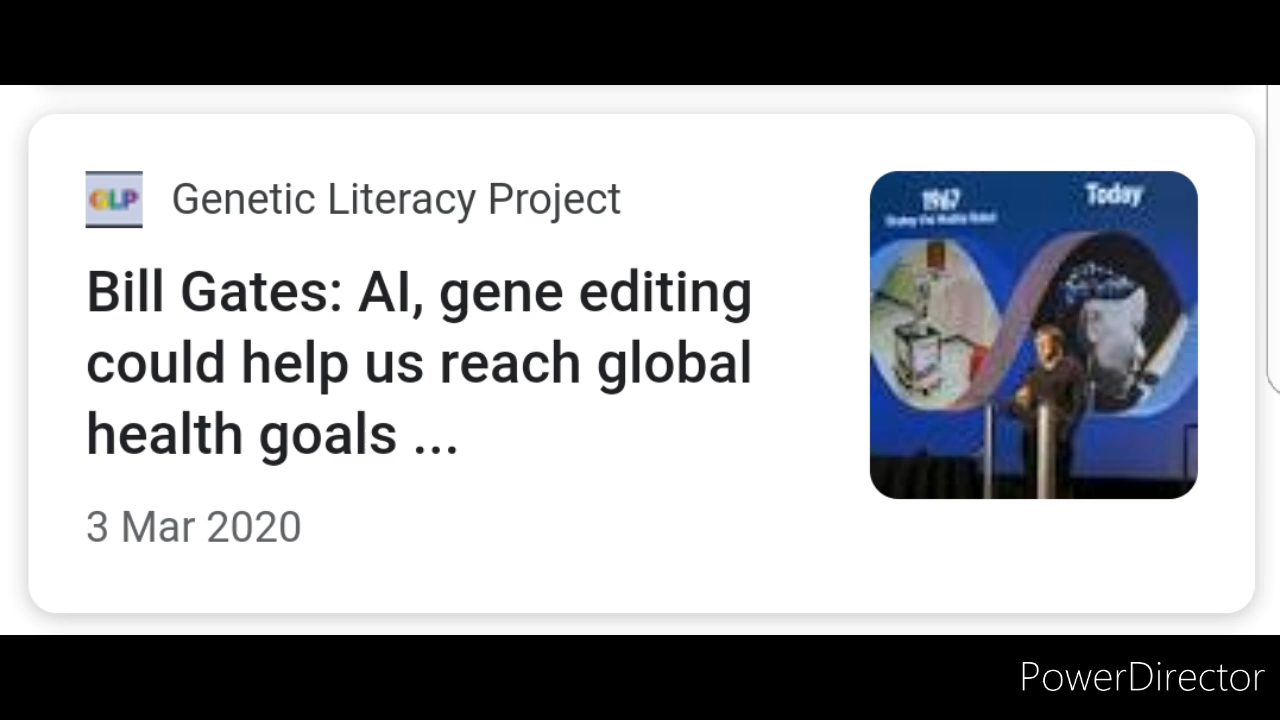 GLP Genetic Literacy Project
Bill Gates: AI, gene editing
could help us reach global
health goals ...
3 Mar 2020
1967
Today
PowerDirector